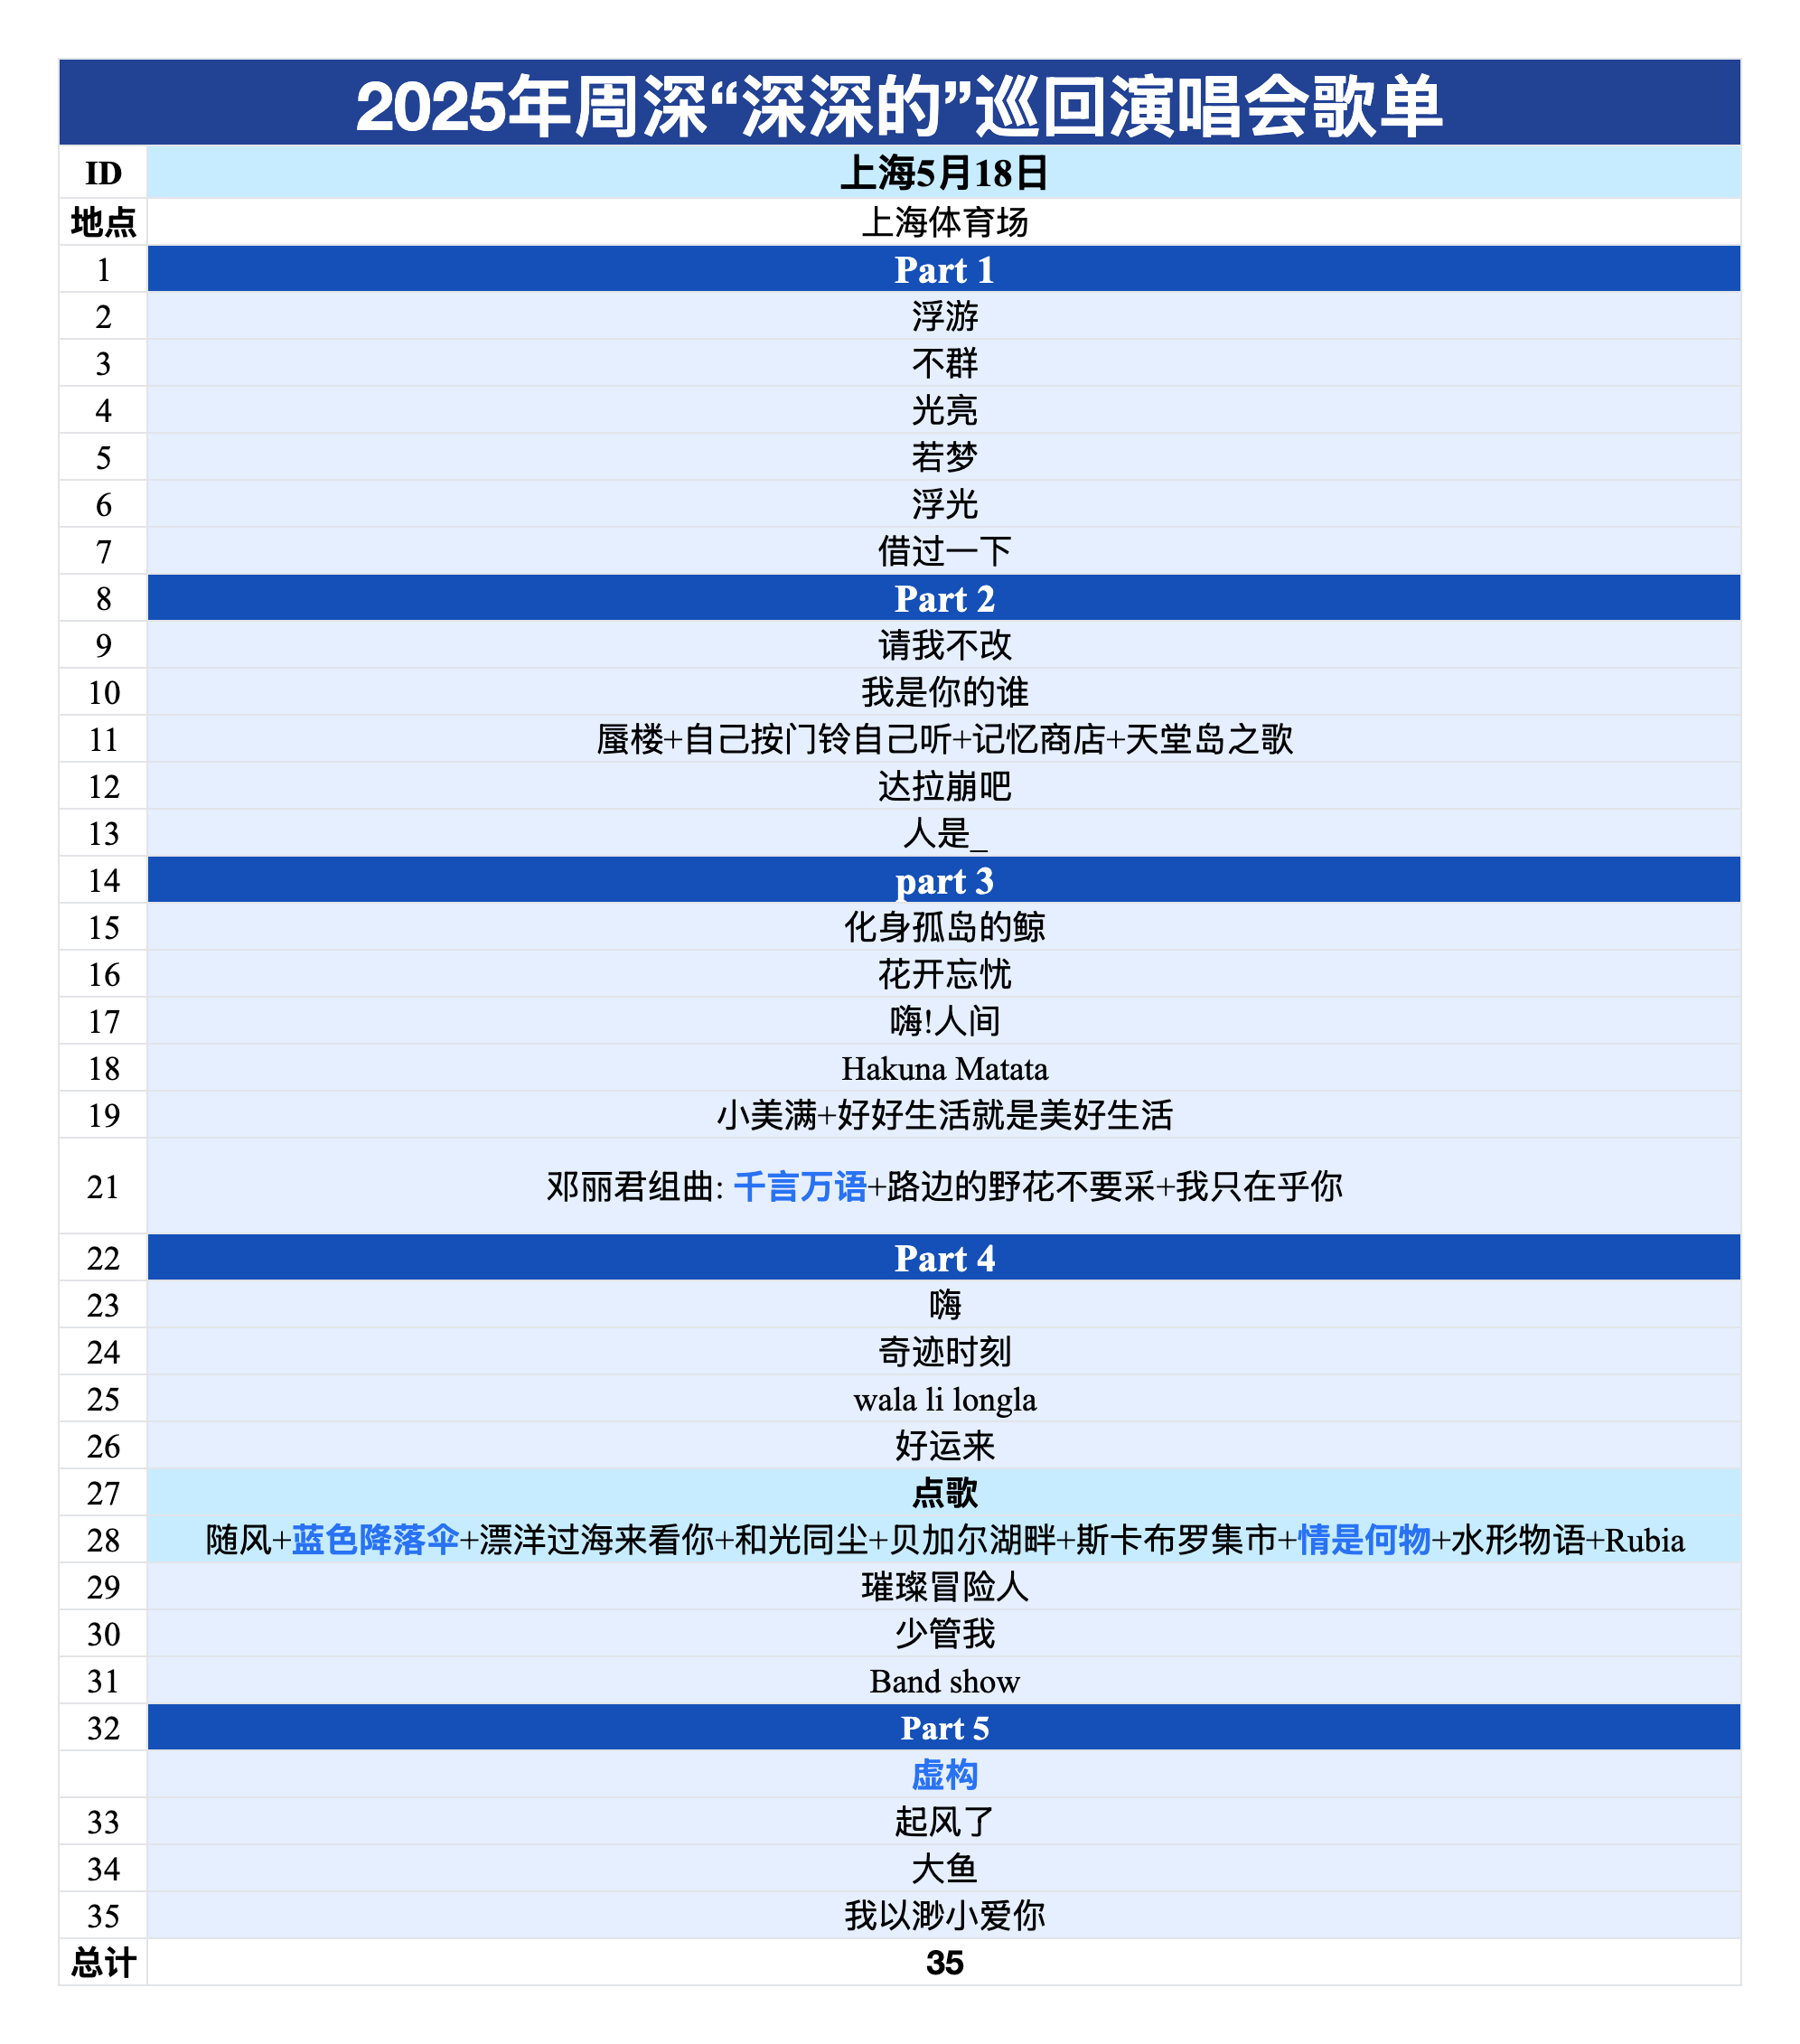 2025年周深“深深的”巡回演唱会歌单
ID 上海5月18日
地点 上海体育场
1 Part 1
2 浮游
3 不群
4 光亮
5 若梦
6 浮光
7 借过一下
8 Part 2
9 请我不改
10 我是你的谁
11 蜃楼+自己按门铃自己听+记忆商店+天堂岛之歌
12 达拉崩吧
13 人是_
14 part 3
15 化身孤岛的鲸
16 花开忘忧
17 嗨!人间
18 Hakuna Matata
19 小美满+好好生活就是美好生活
21 邓丽君组曲: 千言万语+路边的野花不要采+我只在乎你
22 Part 4
23 嗨
24 奇迹时刻
25 wala li longla
26 好运来
27 点歌
28 随风+蓝色降落伞+漂洋过海来看你+和光同尘+贝加尔湖畔+斯卡布罗集市+情是何物+水形物语+Rubia
29 璀璨冒险人
30 少管我
31 Band show
32 Part 5
虚构
33 起风了
34 大鱼
35 我以渺小爱你
总计 35